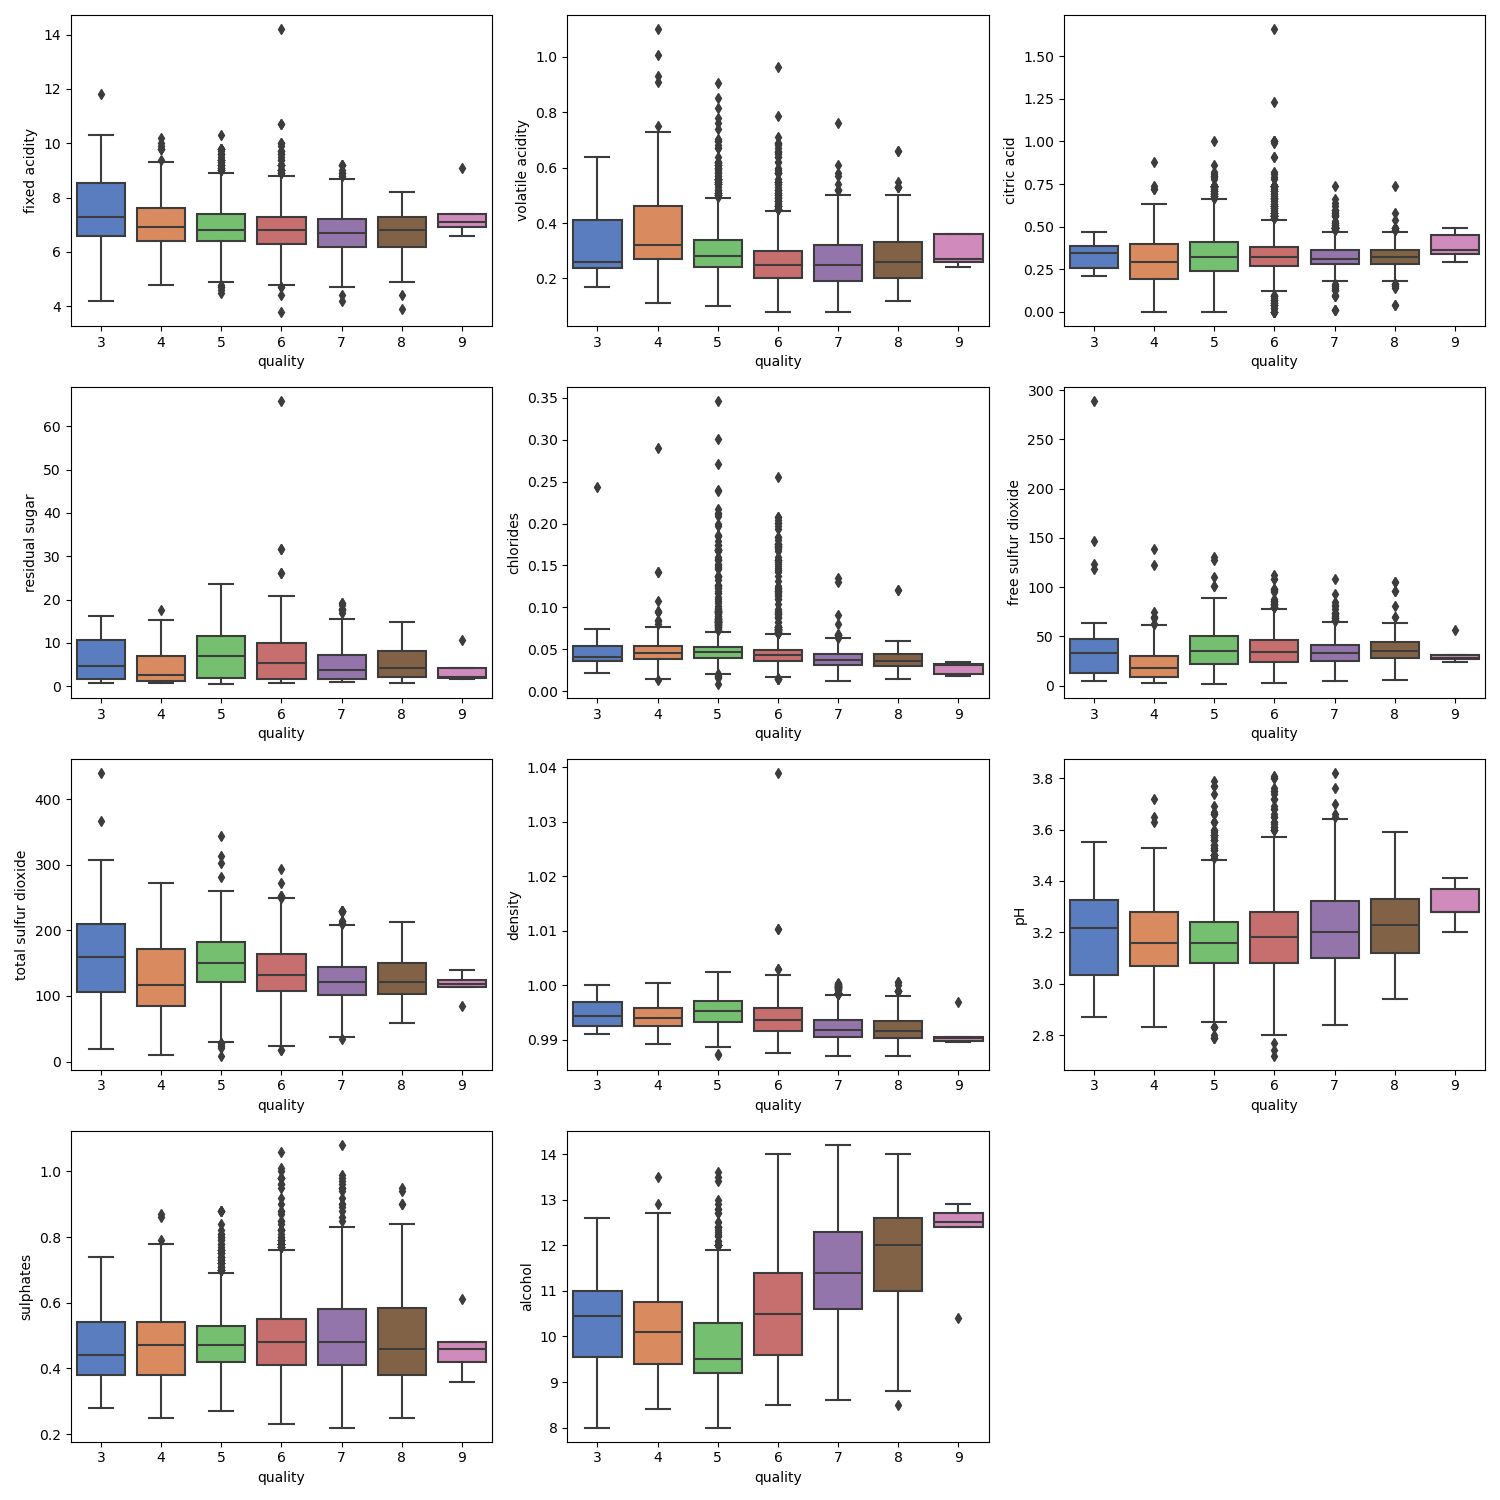 fixed acidity
14
12
10
8
6
4
3 4 5 6 7 8 9
quality
volatile acidity
1.0
0.8
0.6
0.4
0.2
3 4 5 6 7 8 9
quality
citric acid
1.50
1.25
1.00
0.75
0.50
0.25
0.00
3 4 5 6 7 8 9
quality
residual sugar
60
50
40
30
20
10
0
3 4 5 6 7 8 9
quality
chlorides
0.35
0.30
0.25
0.20
0.15
0.10
0.05
0.00
3 4 5 6 7 8 9
quality
free sulfur dioxide
300
250
200
150
100
50
0
3 4 5 6 7 8 9
quality
total sulfur dioxide
400
300
200
100
0
3 4 5 6 7 8 9
quality
density
1.04
1.03
1.02
1.01
1.00
0.99
3 4 5 6 7 8 9
quality
pH
3.8
3.6
3.4
3.2
3.0
2.8
3 4 5 6 7 8 9
quality
sulphates
1.0
0.8
0.6
0.4
0.2
3 4 5 6 7 8 9
quality
alcohol
14
13
12
11
10
9
8
3 4 5 6 7 8 9
quality